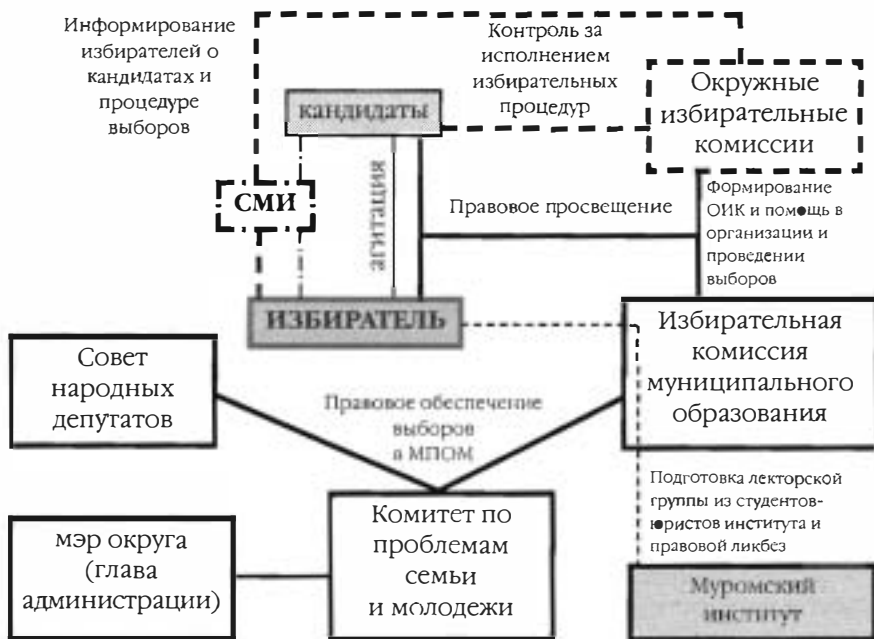 Информирование
избирателей о
кандидатах и
процедуре
выборов
Контроль за
исполнением
избирательных
процедур
Окружные
избирательные
комиссии
кандидаты
СМИ
агитация
Правовое просвещение
Формирование
ОИК и помощь в
организации и
проведении
выборов
ИЗБИРАТЕЛЬ
Избирательная
комиссия
муниципального
образования
Совет
народных
депутатов
Правовое обеспечение
выборов
в МПОМ
Подготовка лекторской
группы из студентов-
юристов института и
правовой ликбез
мэр округа
(глава
администрации)
Комитет по
проблемам
семьи
и молодежи
Муромский
институт